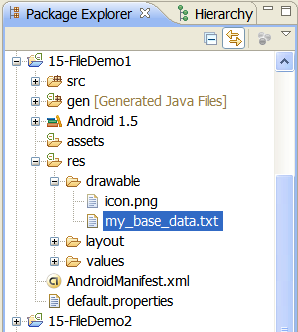 Package Explorer Hierarchy
15-FileDemo1
src
gen [Generated Java Files]
Android 1.5
assets
res
drawable
icon.png
my_base_data.txt
layout
values
AndroidManifest.xml
default.properties
15-FileDemo2